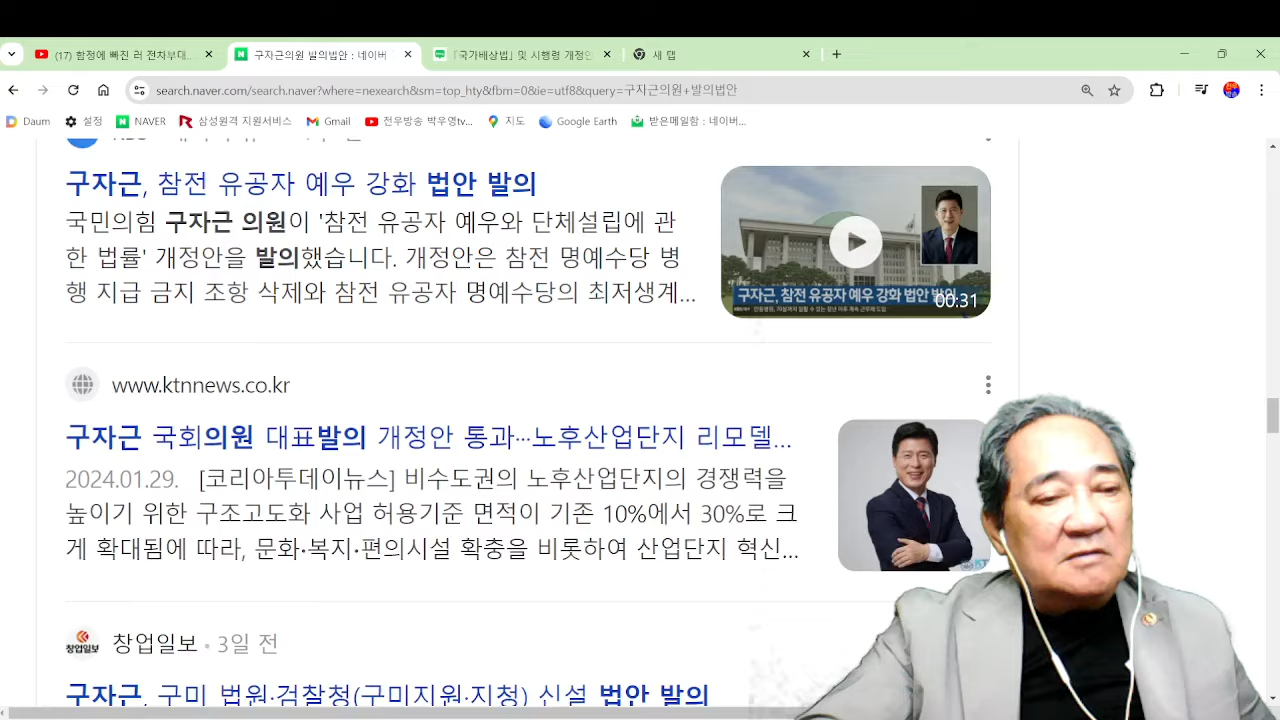 (17) 함정에 빠진 러 전차부대...
구자근의원 발의법안 : 네이버
「국가배상법」 및 시행령 개정안
새 탭
search.naver.com/search.naver?where=nexearch&sm=top_hty&fbm=0&ie=utf8&query=구자근의원+발의법안
Daum 설정 NAVER 삼성원격 지원서비스 Gmail 전우방송 박우영tv... 지도 Google Earth 받은메일함 : 네이버...
구자근, 참전 유공자 예우 강화 법안 발의
국민의힘 구자근 의원이 '참전 유공자 예우와 단체설립에 관
한 법률' 개정안을 발의했습니다. 개정안은 참전 명예수당 병
행 지급 금지 조항 삭제와 참전 유공자 명예수당의 최저생계...
구자근, 참전 유공자 예우 강화 법안 발의
00:31
www.ktnnews.co.kr
구자근 국회의원 대표발의 개정안 통과···노후산업단지 리모델...
2024.01.29. [코리아투데이뉴스] 비수도권의 노후산업단지의 경쟁력을
높이기 위한 구조고도화 사업 허용기준 면적이 기존 10%에서 30%로 크
게 확대됨에 따라, 문화·복지·편의시설 확충을 비롯하여 산업단지 혁신...
창업일보
창업일보 · 3일 전
구자근, 구미 법원·검찰청(구미지원·지청) 신설 법안 발의